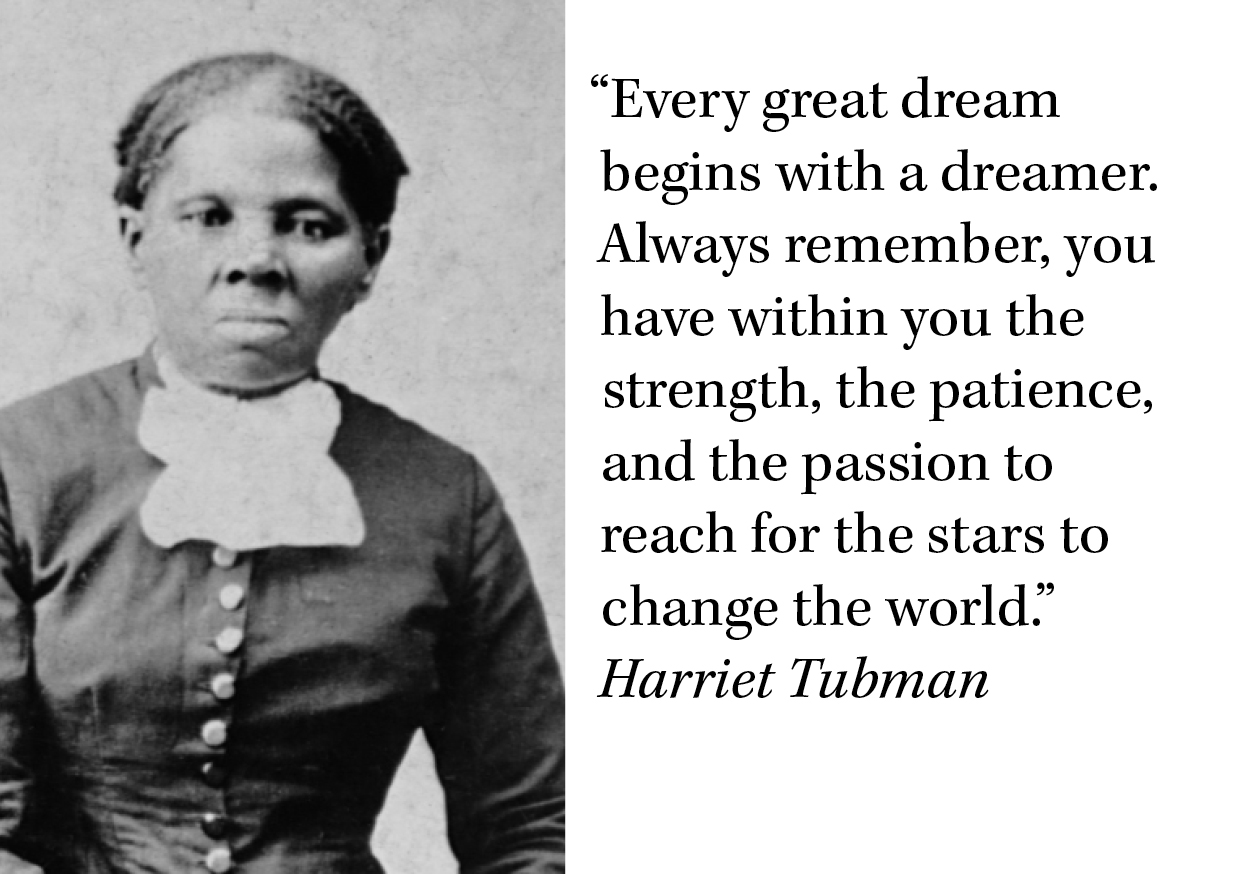 “Every great dream
begins with a dreamer.
Always remember, you
have within you the
strength, the patience,
and the passion to
reach for the stars to
change the world.”
Harriet Tubman